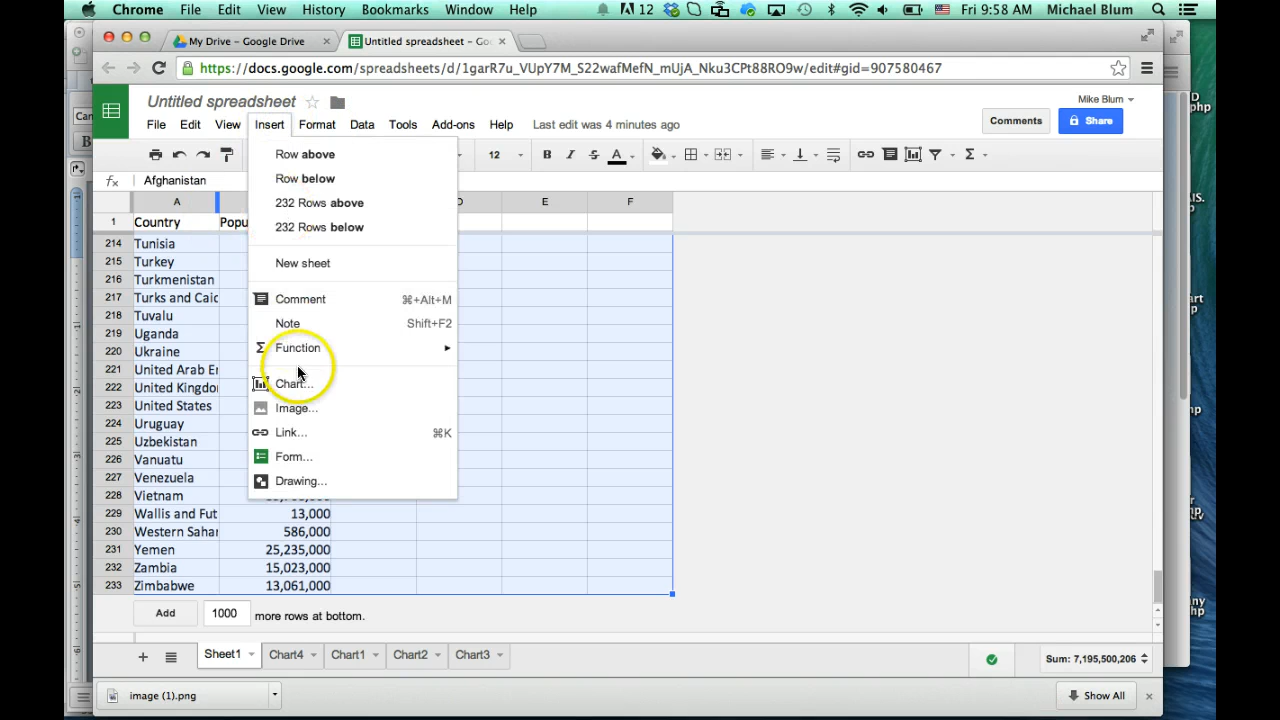 Chrome File Edit View History Bookmarks Window Help 12 Fri 9:58 AM Michael Blum
My Drive – Google Drive × Untitled spreadsheet – Go ×
https://docs.google.com/spreadsheets/d/1garR7u_VUpY7M_S22wafMefN_mUjA_Nku3CPt88RO9w/edit#gid=907580467
Untitled spreadsheet
Mike Blum
File Edit View Insert Format Data Tools Add-ons Help Last edit was 4 minutes ago
Comments Share
12 B I S A Σ
fx Afghanistan
Row above
Row below
232 Rows above
232 Rows below
New sheet
Comment ⌘+Alt+M
Note Shift+F2
Σ Function
Chart...
Image...
Link... ⌘K
Form...
Drawing...
A D E F
1 Country Popu
214 Tunisia
215 Turkey
216 Turkmenistan
217 Turks and Caic
218 Tuvalu
219 Uganda
220 Ukraine
221 United Arab Er
222 United Kingdo
223 United States
224 Uruguay
225 Uzbekistan
226 Vanuatu
227 Venezuela
228 Vietnam
229 Wallis and Fut 13,000
230 Western Sahar 586,000
231 Yemen 25,235,000
232 Zambia 15,023,000
233 Zimbabwe 13,061,000
Add 1000 more rows at bottom.
+ Sheet1 Chart4 Chart1 Chart2 Chart3 Sum: 7,195,500,206
image (1).png Show All ×